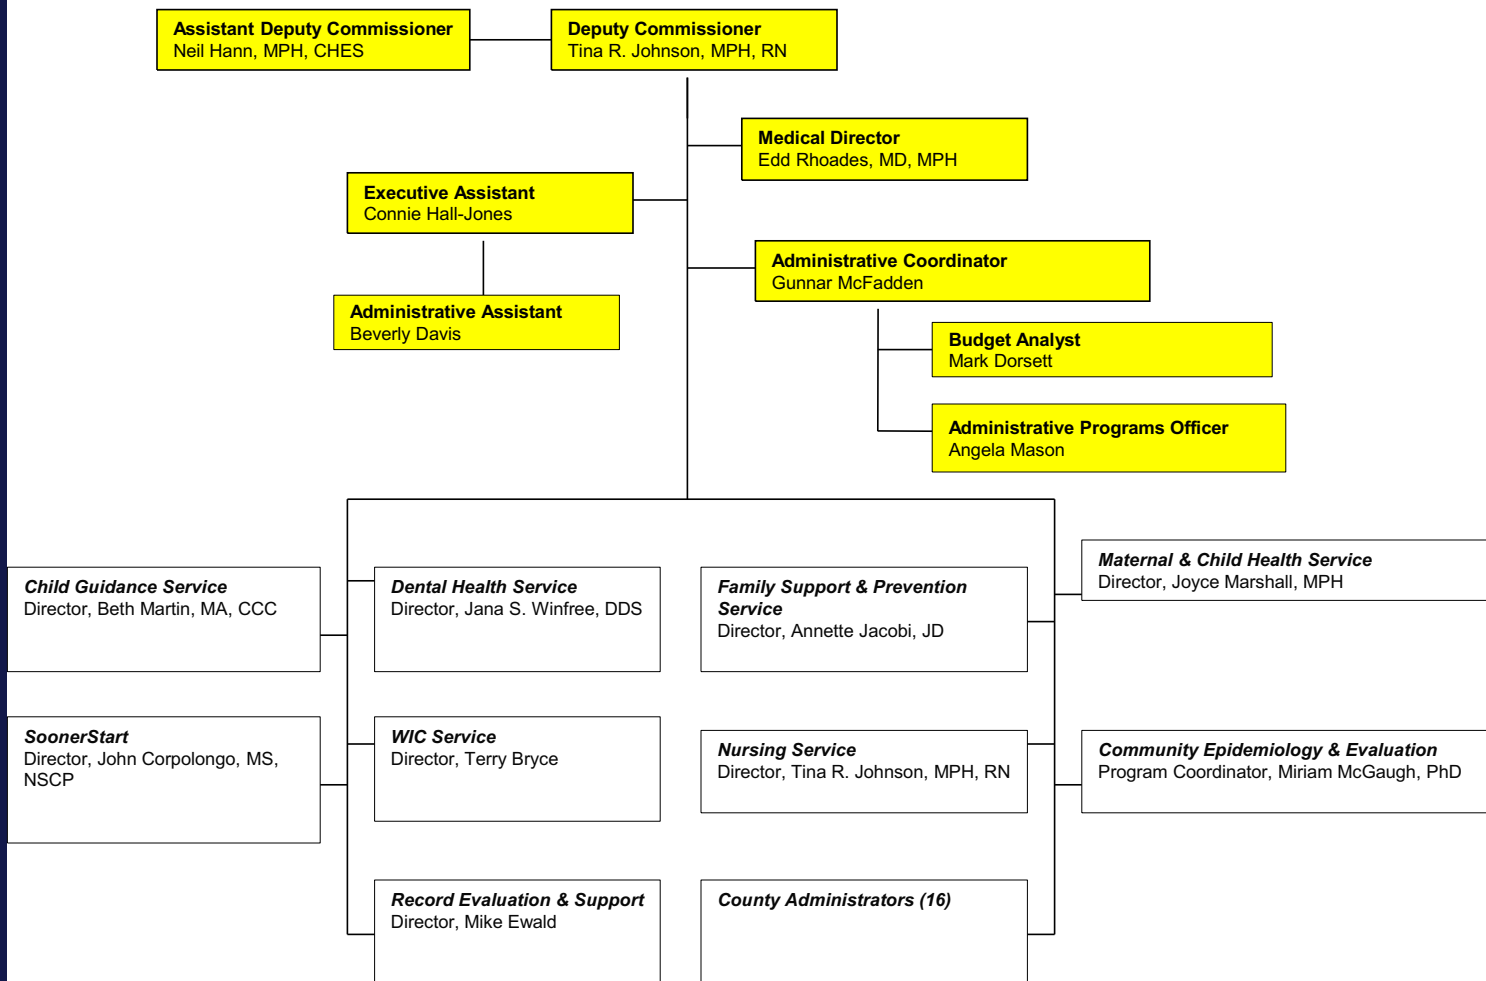 Assistant Deputy Commissioner
Neil Hann, MPH, CHES
Deputy Commissioner
Tina R. Johnson, MPH, RN
Medical Director
Edd Rhoades, MD, MPH
Executive Assistant
Connie Hall-Jones
Administrative Coordinator
Gunnar McFadden
Administrative Assistant
Beverly Davis
Budget Analyst
Mark Dorsett
Administrative Programs Officer
Angela Mason
Child Guidance Service
Director, Beth Martin, MA, CCC
Dental Health Service
Director, Jana S. Winfree, DDS
Family Support & Prevention
Service
Director, Annette Jacobi, JD
Maternal & Child Health Service
Director, Joyce Marshall, MPH
SoonerStart
Director, John Corpolongo, MS,
NSCP
WIC Service
Director, Terry Bryce
Nursing Service
Director, Tina R. Johnson, MPH, RN
Community Epidemiology & Evaluation
Program Coordinator, Miriam McGaugh, PhD
Record Evaluation & Support
Director, Mike Ewald
County Administrators (16)